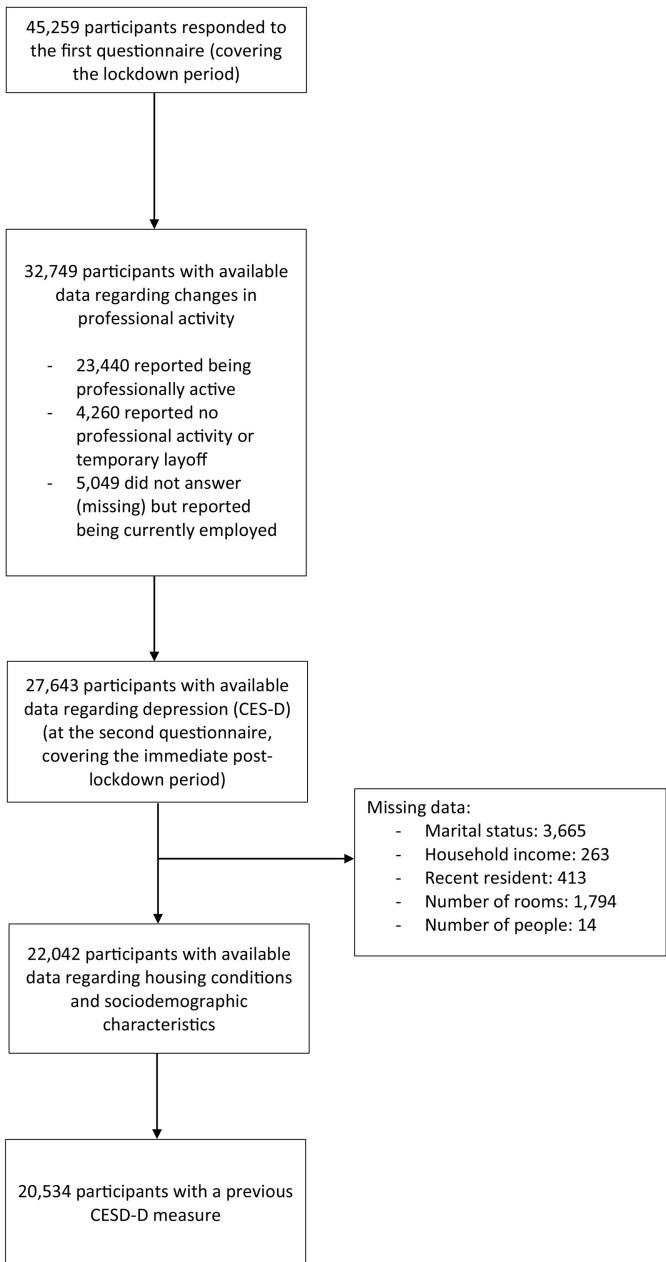 45,259 participants responded to
the first questionnaire (covering
the lockdown period)
32,749 participants with available
data regarding changes in
professional activity
- 23,440 reported being
professionally active
- 4,260 reported no
professional activity or
temporary layoff
- 5,049 did not answer
(missing) but reported
being currently employed
27,643 participants with available
data regarding depression (CES-D)
(at the second questionnaire,
covering the immediate post-
lockdown period)
Missing data:
- Marital status: 3,665
- Household income: 263
- Recent resident: 413
- Number of rooms: 1,794
- Number of people: 14
22,042 participants with available
data regarding housing conditions
and sociodemographic
characteristics
20,534 participants with a previous
CESD-D measure